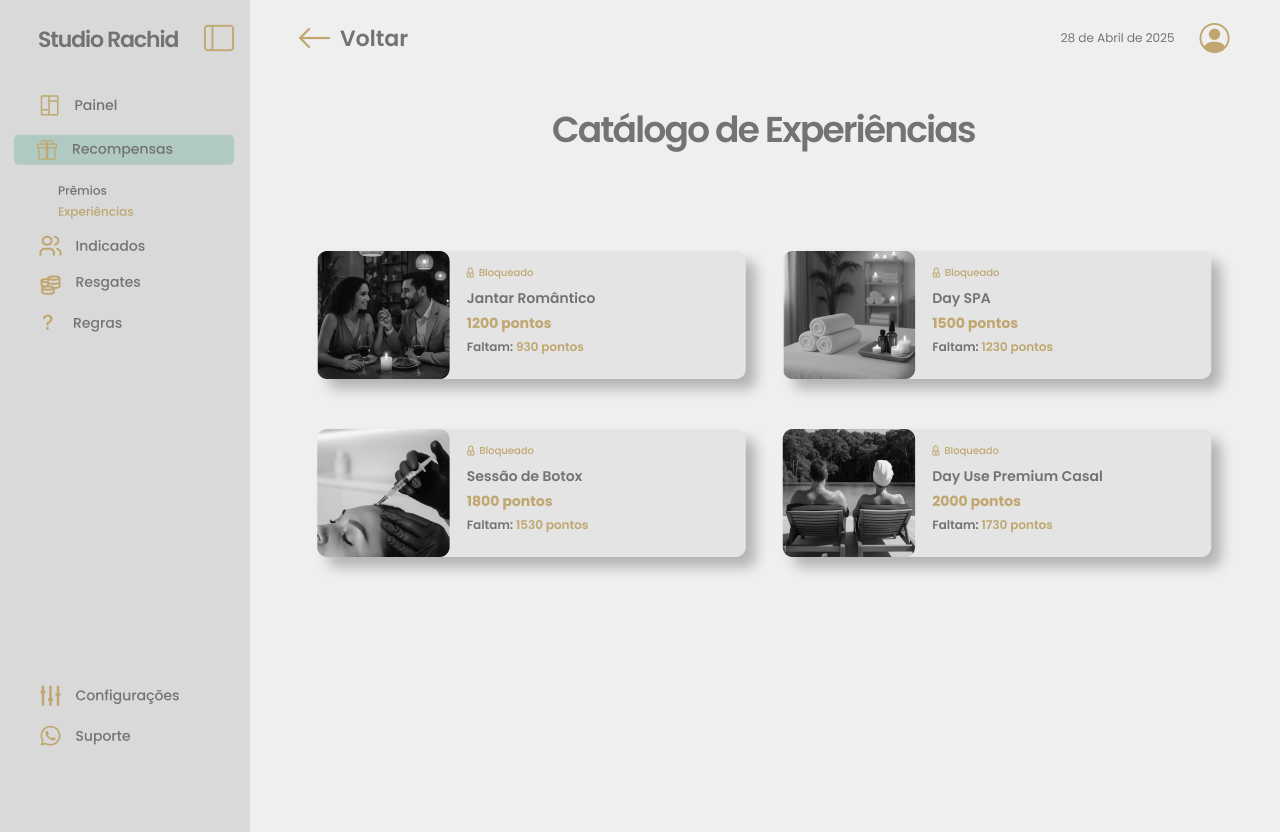 Studio Rachid
Painel
Recompensas
Prêmios
Experiências
Indicados
Resgates
? Regras
Configurações
Suporte
Voltar
28 de Abril de 2025
Catálogo de Experiências
Bloqueado
Jantar Romântico
1200 pontos
Faltam: 930 pontos
Bloqueado
Day SPA
1500 pontos
Faltam: 1230 pontos
Bloqueado
Sessão de Botox
1800 pontos
Faltam: 1530 pontos
Bloqueado
Day Use Premium Casal
2000 pontos
Faltam: 1730 pontos